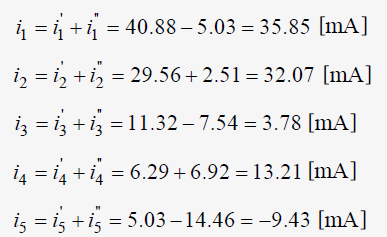 i₁ = i₁' + i₁" = 40.88 − 5.03 = 35.85 [mA]
i₂ = i₂' + i₂" = 29.56 + 2.51 = 32.07 [mA]
i₃ = i₃' + i₃" = 11.32 − 7.54 = 3.78 [mA]
i₄ = i₄' + i₄" = 6.29 + 6.92 = 13.21 [mA]
i₅ = i₅' + i₅" = 5.03 − 14.46 = −9.43 [mA]